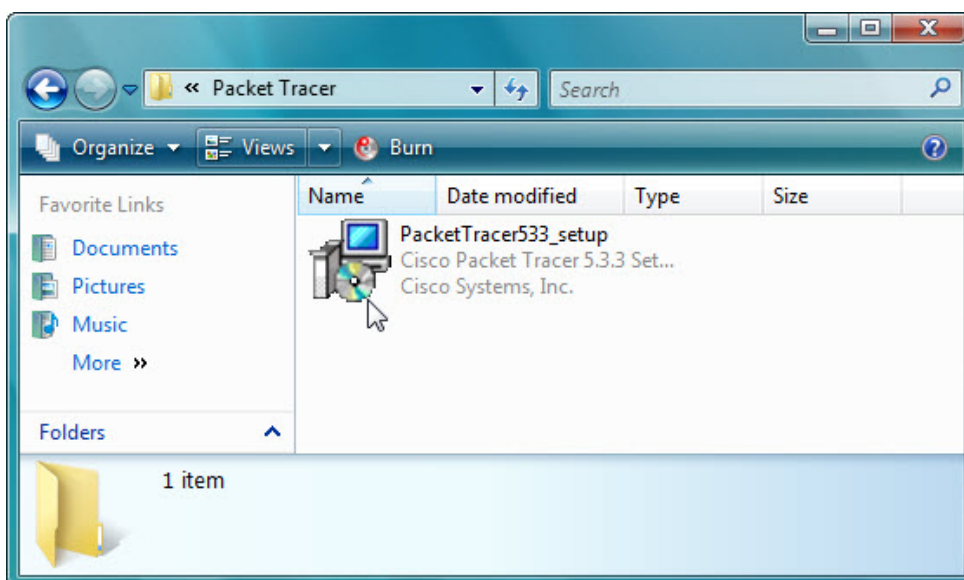 « Packet Tracer
Search
Organize
Views
Burn
Favorite Links
Documents
Pictures
Music
More »
Folders
Name
Date modified
Type
Size
PacketTracer533_setup
Cisco Packet Tracer 5.3.3 Set...
Cisco Systems, Inc.
1 item